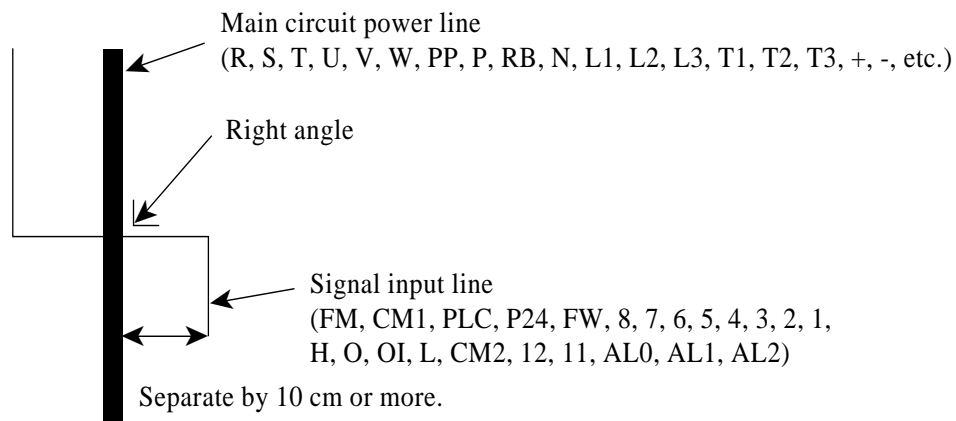 Main circuit power line
(R, S, T, U, V, W, PP, P, RB, N, L1, L2, L3, T1, T2, T3, +, -, etc.)
Right angle
Signal input line
(FM, CM1, PLC, P24, FW, 8, 7, 6, 5, 4, 3, 2, 1,
H, O, OI, L, CM2, 12, 11, AL0, AL1, AL2)
Separate by 10 cm or more.